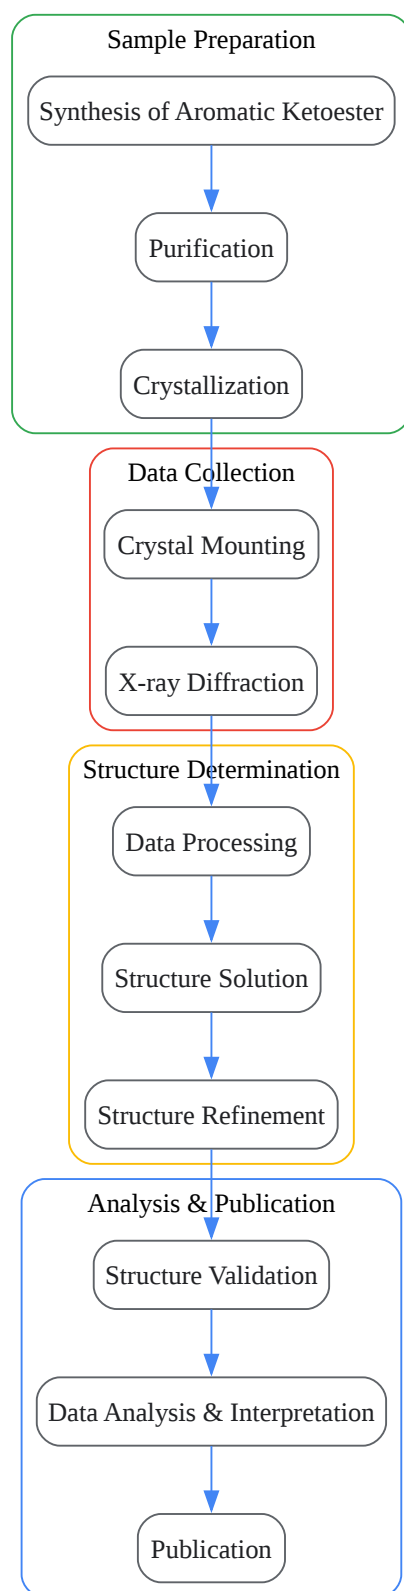 Sample Preparation
Synthesis of Aromatic Ketoester
Purification
Crystallization
Data Collection
Crystal Mounting
X-ray Diffraction
Structure Determination
Data Processing
Structure Solution
Structure Refinement
Analysis & Publication
Structure Validation
Data Analysis & Interpretation
Publication